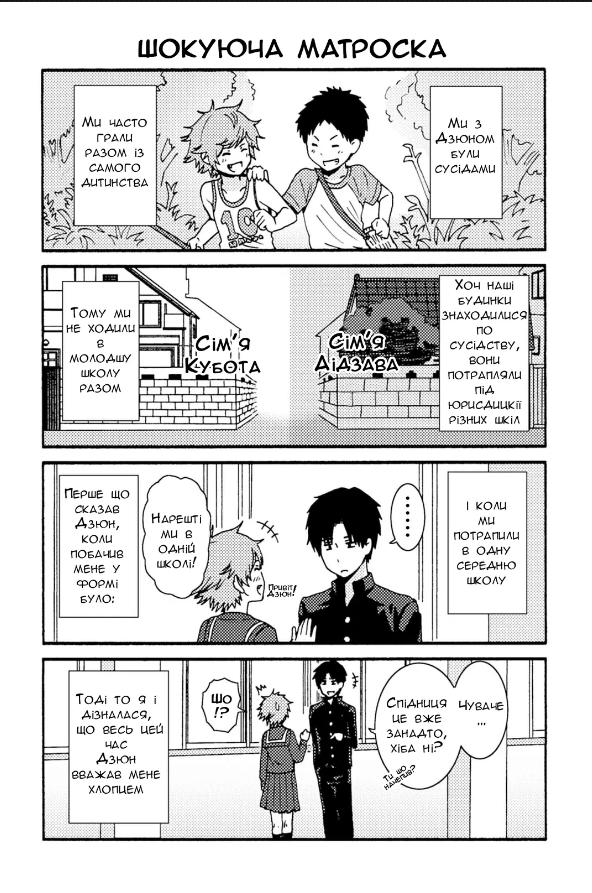 ШОКУЮЧА МАТРОСКА
МИ З
ДЗЮНОМ
БУЛИ
СУСІДАМИ
МИ ЧАСТО
ГРАЛИ
РАЗОМ ІЗ
САМОГО
ДИТИНСТВА
10
ХОЧ НАШІ
БУДИНКИ
ЗНАХОДИЛИСЯ
ПО
СУСІДСТВУ,
ВОНИ
ПОТРАПЛЯЛИ
ПІД
ЮРИСДИЦКІЇ
РІЗНИХ ШКІЛ
СІМ'Я
АІДЗАВА
СІМ'Я
КУБОТА
ТОМУ МИ
НЕ ХОДИЛИ
В
МОЛОДШУ
ШКОЛУ
РАЗОМ
І КОЛИ
МИ
ПОТРАПИЛИ
В ОДНУ
СЕРЕДНЮ
ШКОЛУ
......
НАРЕШТІ
МИ В
ОДНІЙ
ШКОЛІ!
ПРИВІТ,
ДЗЮН!
ПЕРШЕ ЩО
СКАЗАВ
ДЗЮН,
КОЛИ
ПОБАЧИВ
МЕНЕ У
ФОРМІ
БУЛО:
ЧУВАЧЕ
...
СПІДНИЦЯ
ЦЕ ВЖЕ
ЗАНАДТО,
ХІБА НІ?
ТИ ШО
НАЧЕПИВ?
ШО
!?
ТОДІ ТО Я І
ДІЗНАЛАСЯ,
ЩО ВЕСЬ ЦЕЙ
ЧАС
ДЗЮН
ВВАЖАВ МЕНЕ
ХЛОПЦЕМ